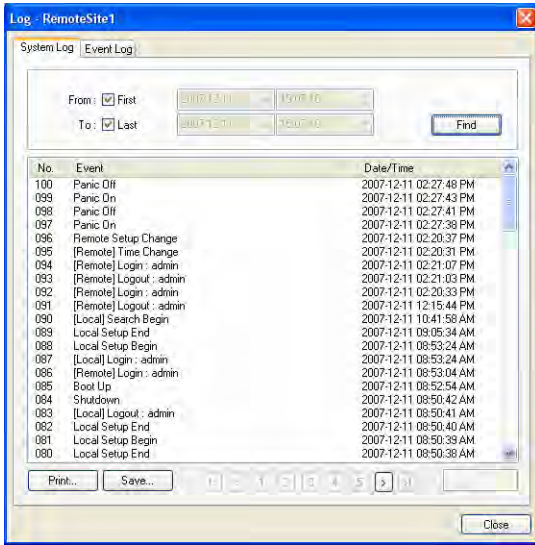 Log - RemoteSite1
System Log Event Log
From : First
To : Last
Find
No. Event Date/Time
100 Panic Off 2007-12-11 02:27:48 PM
099 Panic On 2007-12-11 02:27:43 PM
098 Panic Off 2007-12-11 02:27:41 PM
097 Panic On 2007-12-11 02:27:38 PM
096 Remote Setup Change 2007-12-11 02:20:37 PM
095 [Remote] Time Change 2007-12-11 02:20:31 PM
094 [Remote] Login : admin 2007-12-11 02:21:07 PM
093 [Remote] Logout : admin 2007-12-11 02:21:03 PM
092 [Remote] Login : admin 2007-12-11 02:20:33 PM
091 [Remote] Logout : admin 2007-12-11 12:15:44 PM
090 [Local] Search Begin 2007-12-11 10:41:58 AM
089 Local Setup End 2007-12-11 09:05:34 AM
088 Local Setup Begin 2007-12-11 08:53:24 AM
087 [Local] Login : admin 2007-12-11 08:53:24 AM
086 [Remote] Login : admin 2007-12-11 08:53:04 AM
085 Boot Up 2007-12-11 08:52:54 AM
084 Shutdown 2007-12-11 08:50:42 AM
083 [Local] Logout : admin 2007-12-11 08:50:41 AM
082 Local Setup End 2007-12-11 08:50:40 AM
081 Local Setup Begin 2007-12-11 08:50:39 AM
080 Local Setup End 2007-12-11 08:50:38 AM
Print... Save... 1 2 3 4 5 >
Close